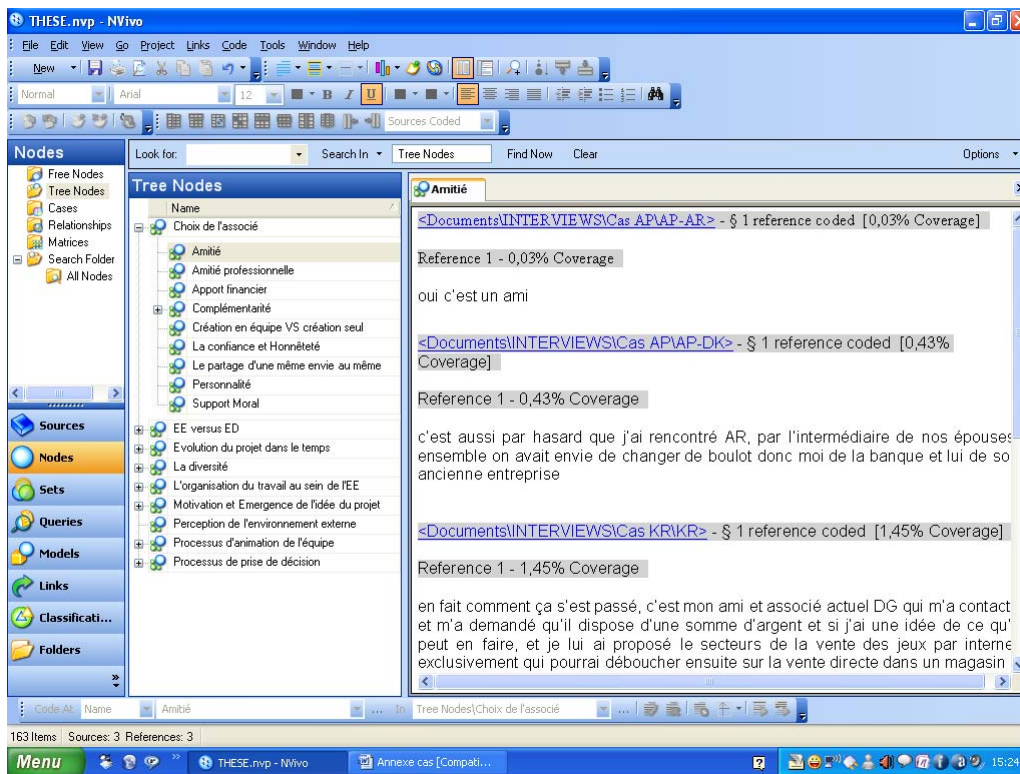 THESE.nvp - NVivo
File Edit View Go Project Links Code Tools Window Help
New
Normal Arial 12 B I U
Sources Coded
Nodes
Look for: Search In Tree Nodes Find Now Clear Options
Free Nodes
Tree Nodes
Cases
Relationships
Matrices
Search Folder
All Nodes
Sources
Nodes
Sets
Queries
Models
Links
Classificati...
Folders
Tree Nodes
Name
Choix de l'associé
Amitié
Amitié professionnelle
Apport financier
Complémentarité
Création en équipe VS création seul
La confiance et Honnêteté
Le partage d'une même envie au même
Personnalité
Support Moral
EE versus ED
Evolution du projet dans le temps
La diversité
L'organisation du travail au sein de l'EE
Motivation et Emergence de l'idée du projet
Perception de l'environnement externe
Processus d'animation de l'équipe
Processus de prise de décision
Amitié
<Documents\INTERVIEWS\Cas AP\AP-AR> - § 1 reference coded [0,03% Coverage]
Reference 1 - 0,03% Coverage
oui c'est un ami
<Documents\INTERVIEWS\Cas AP\AP-DK> - § 1 reference coded [0,43%
Coverage]
Reference 1 - 0,43% Coverage
c'est aussi par hasard que j'ai rencontré AR, par l'intermédiaire de nos épouses
ensemble on avait envie de changer de boulot donc moi de la banque et lui de so
ancienne entreprise
<Documents\INTERVIEWS\Cas KR\KR> - § 1 reference coded [1,45% Coverage]
Reference 1 - 1,45% Coverage
en fait comment ça s'est passé, c'est mon ami et associé actuel DG qui m'a contact
et m'a demandé qu'il dispose d'une somme d'argent et si j'ai une idée de ce qu'
peut en faire, et je lui ai proposé le secteurs de la vente des jeux par interne
exclusivement qui pourrai déboucher ensuite sur la vente directe dans un magasin
Code At Name Amitié ... In Tree Nodes\Choix de l'associé ...
163 Items Sources: 3 References: 3
Menu THESE.nvp - NVivo Annexe cas [Compati... 15:24